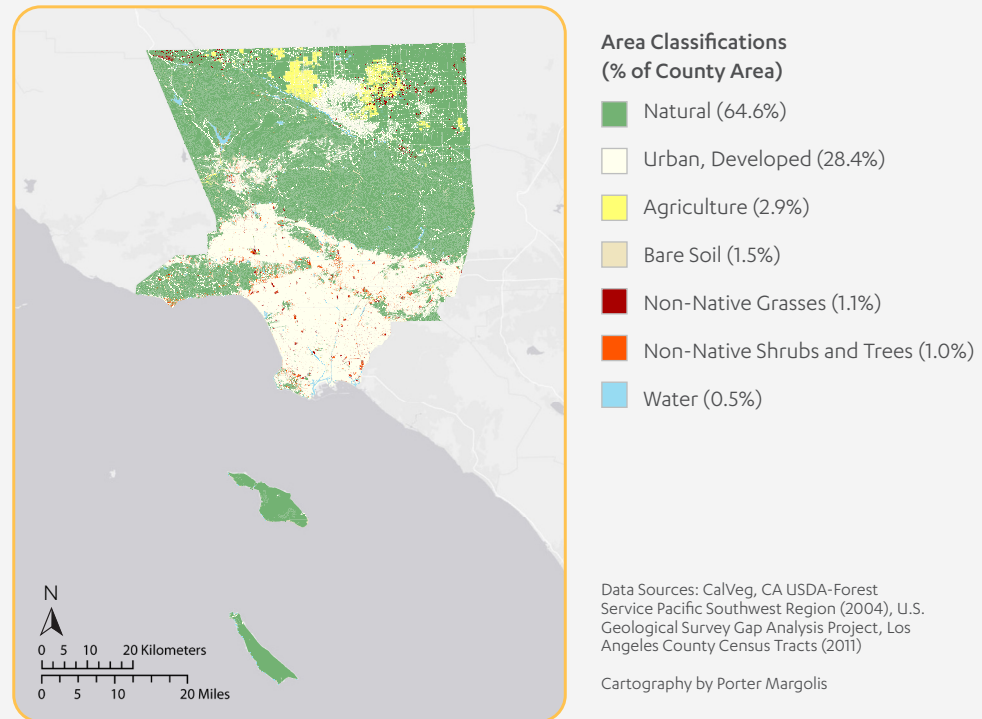 Area Classifications
(% of County Area)
Natural (64.6%)
Urban, Developed (28.4%)
Agriculture (2.9%)
Bare Soil (1.5%)
Non-Native Grasses (1.1%)
Non-Native Shrubs and Trees (1.0%)
Water (0.5%)
N
0 5 10 20 Kilometers
0 5 10 20 Miles
Data Sources: CalVeg, CA USDA-Forest
Service Pacific Southwest Region (2004), U.S.
Geological Survey Gap Analysis Project, Los
Angeles County Census Tracts (2011)
Cartography by Porter Margolis